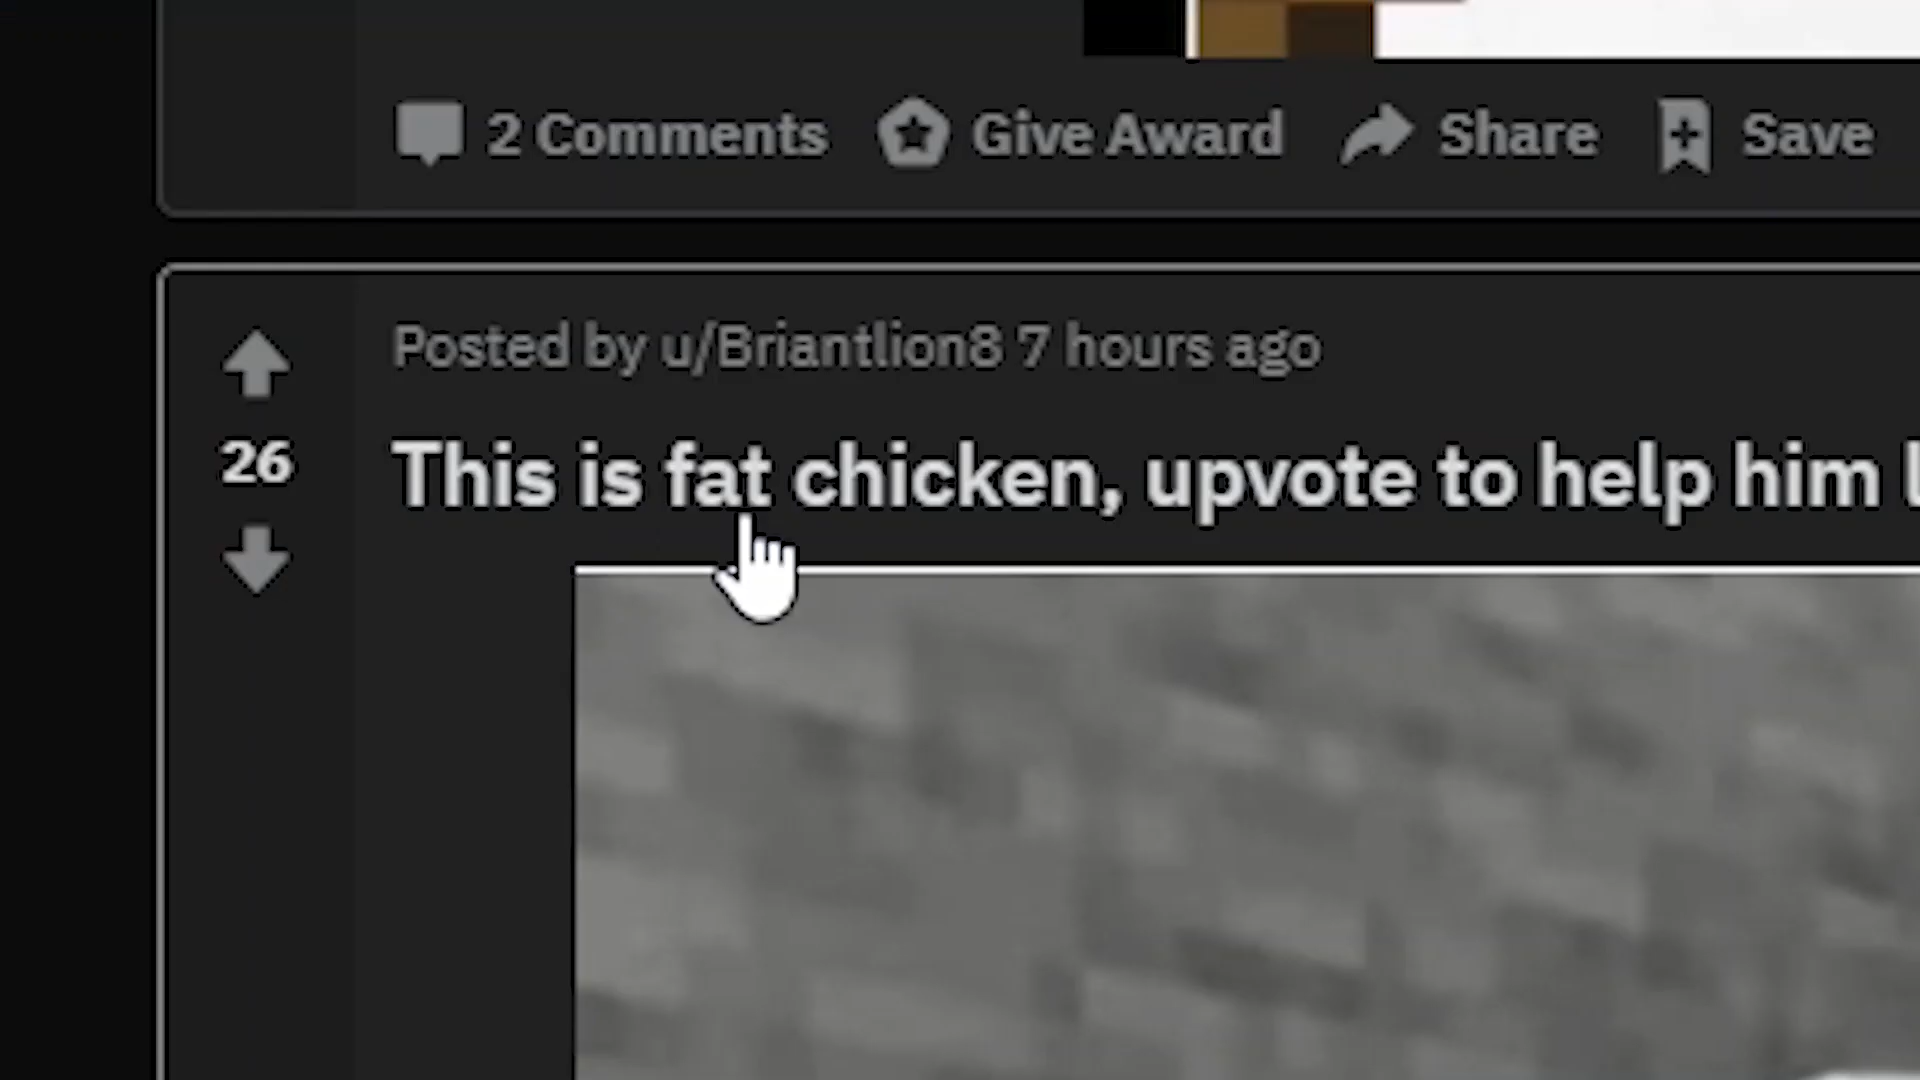 2 Comments Give Award Share Save
Posted by u/Briantlion8 7 hours ago
26
This is fat chicken, upvote to help him